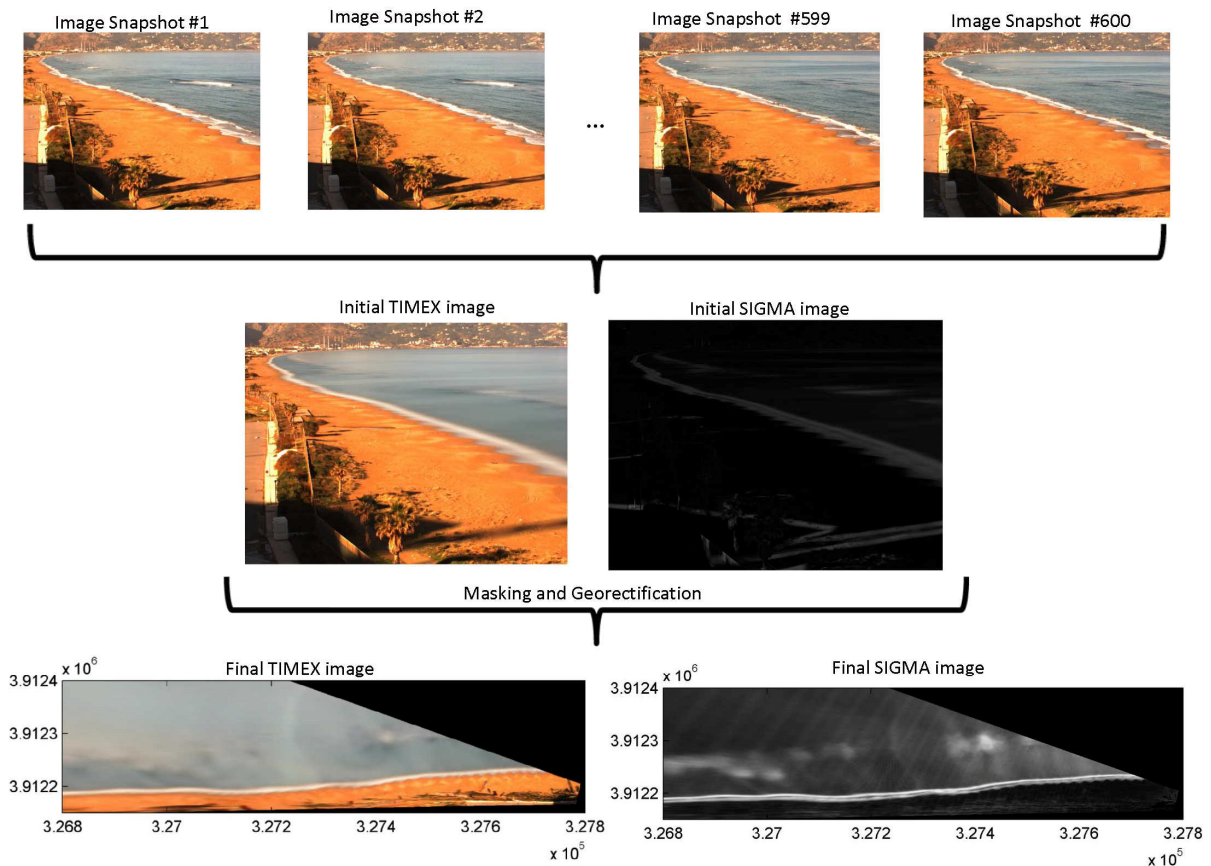 Image Snapshot #1
Image Snapshot #2
Image Snapshot #599
Image Snapshot #600
...
Initial TIMEX image
Initial SIGMA image
Masking and Georectification
Final TIMEX image
x 10^6
3.9124
3.9123
3.9122
3.268
3.27
3.272
3.274
3.276
3.278
x 10^5
Final SIGMA image
x 10^6
3.9124
3.9123
3.9122
3.268
3.27
3.272
3.274
3.276
3.278
x 10^5